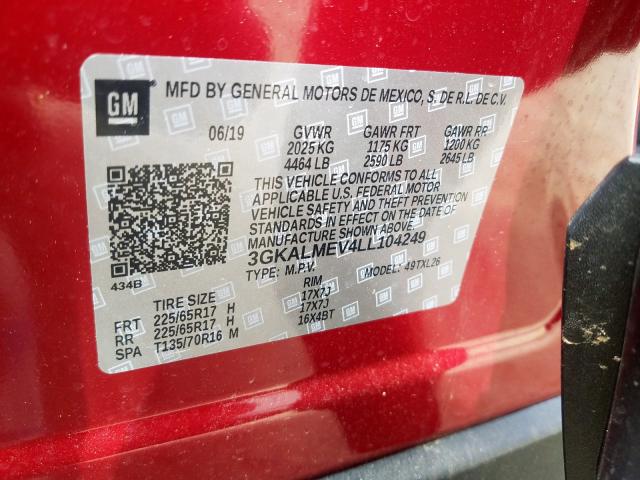 GM
MFD BY GENERAL MOTORS DE MEXICO, S. DE R.L. DE C.V.
06/19 GVWR GAWR FRT GAWR RR
2025 KG 1175 KG 1200 KG
4464 LB 2590 LB 2645 LB
THIS VEHICLE CONFORMS TO ALL
APPLICABLE U.S. FEDERAL MOTOR
VEHICLE SAFETY AND THEFT PREVENTION
STANDARDS IN EFFECT ON THE DATE OF
MANUFACTURE SHOWN ABOVE.
3GKALMEV4LL104249
TYPE: M.P.V. MODEL: 49TXL26
434B
TIRE SIZE RIM
FRT 225/65R17 H 17X7J
RR 225/65R17 H 17X7J
SPA T135/70R16 M 16X4BT